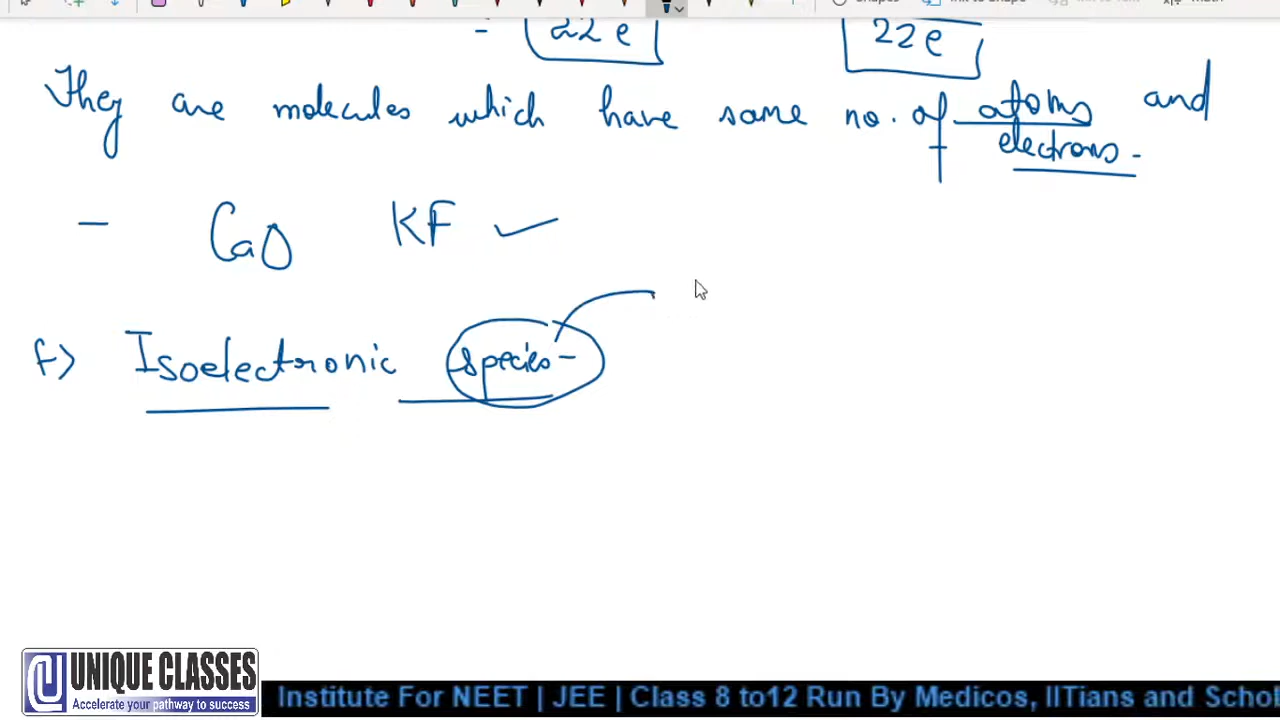 = 22 e 22 e
They are molecules which have same no. of atoms and
electrons.
- CaO KF ✓
f> Isoelectronic species-
UNIQUE CLASSES
Accelerate your pathway to success
Institute For NEET | JEE | Class 8 to12 Run By Medicos, IITians and Schol